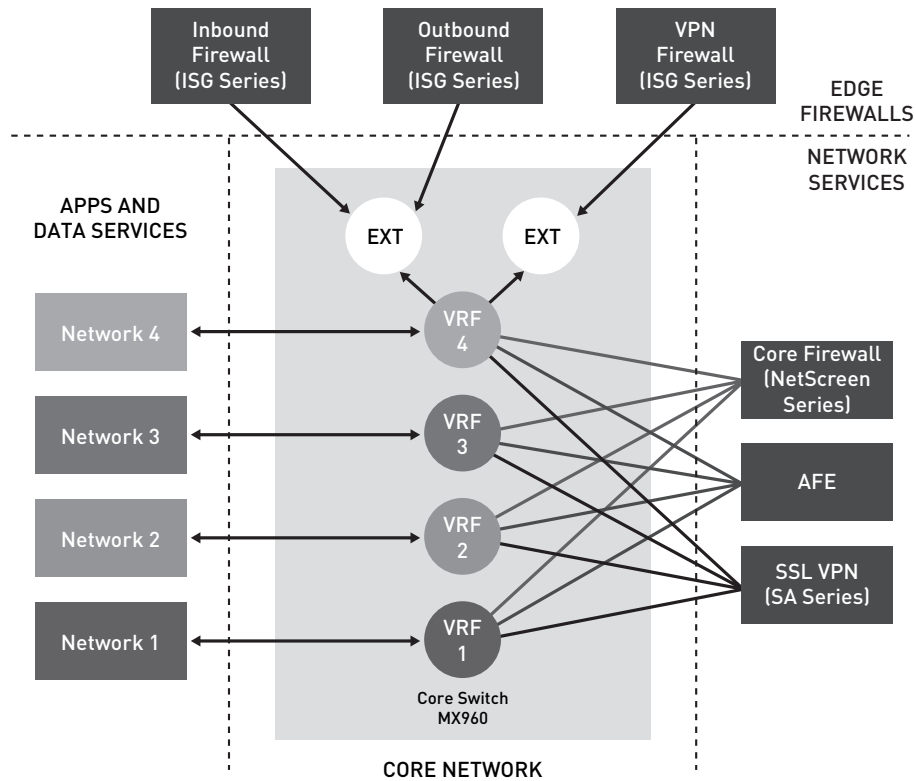 Inbound
Firewall
(ISG Series)
Outbound
Firewall
(ISG Series)
VPN
Firewall
(ISG Series)
EDGE
FIREWALLS
NETWORK
SERVICES
APPS AND
DATA SERVICES
EXT
EXT
Network 4
VRF
4
Core Firewall
(NetScreen
Series)
Network 3
VRF
3
AFE
Network 2
VRF
2
SSL VPN
(SA Series)
Network 1
VRF
1
Core Switch
MX960
CORE NETWORK